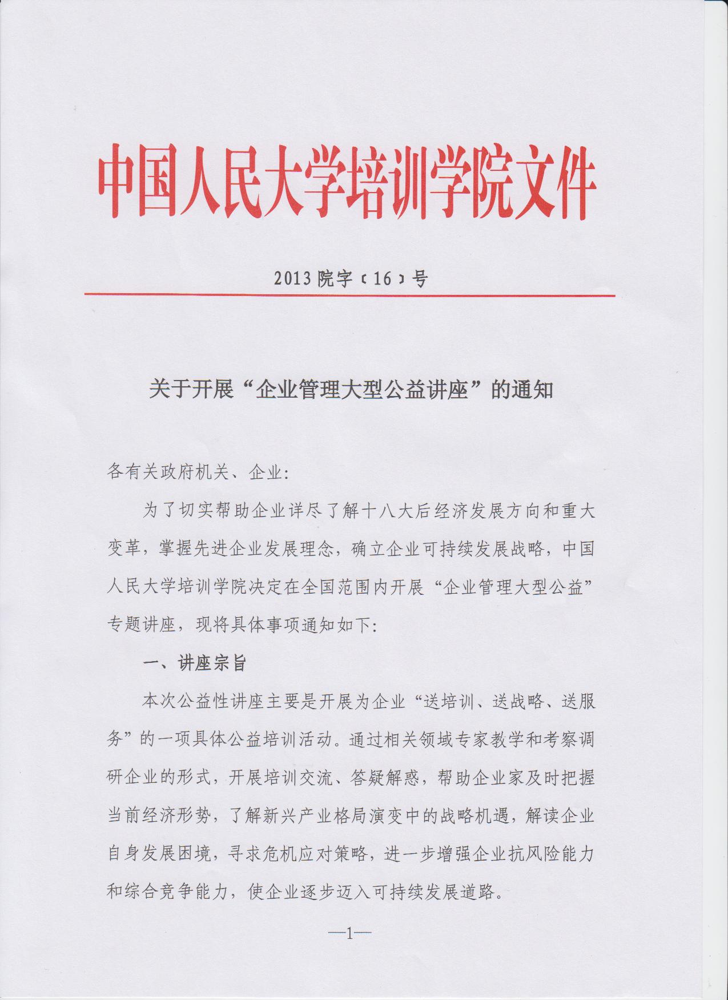 中国人民大学培训学院文件
2013院字〔16〕号
关于开展“企业管理大型公益讲座”的通知
各有关政府机关、企业：
为了切实帮助企业详尽了解十八大后经济发展方向和重大
变革，掌握先进企业发展理念，确立企业可持续发展战略，中国
人民大学培训学院决定在全国范围内开展“企业管理大型公益”
专题讲座，现将具体事项通知如下：
一、讲座宗旨
本次公益性讲座主要是开展为企业“送培训、送战略、送服
务”的一项具体公益培训活动。通过相关领域专家教学和考察调
研企业的形式，开展培训交流、答疑解惑，帮助企业家及时把握
当前经济形势，了解新兴产业格局演变中的战略机遇，解读企业
自身发展困境，寻求危机应对策略，进一步增强企业抗风险能力
和综合竞争能力，使企业逐步迈入可持续发展道路。
—1—